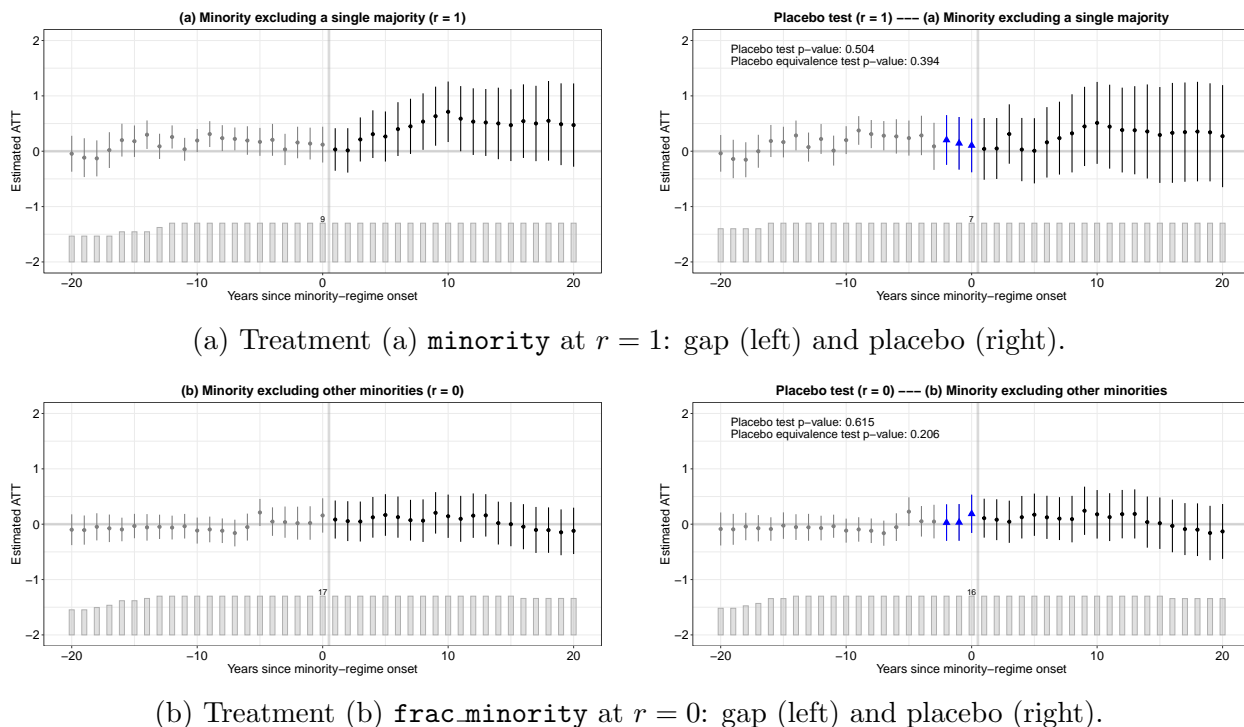 (a) Minority excluding a single majority (r = 1)
Placebo test (r = 1) −−− (a) Minority excluding a single majority
Placebo test p−value: 0.504
Placebo equivalence test p−value: 0.394
Estimated ATT
2
1
0
−1
−2
9
−20
−10
0
10
20
Years since minority−regime onset
Estimated ATT
2
1
0
−1
−2
7
−20
−10
0
10
20
Years since minority−regime onset
(a) Treatment (a) minority at r = 1: gap (left) and placebo (right).
(b) Minority excluding other minorities (r = 0)
Placebo test (r = 0) −−− (b) Minority excluding other minorities
Placebo test p−value: 0.615
Placebo equivalence test p−value: 0.206
Estimated ATT
2
1
0
−1
−2
17
−20
−10
0
10
20
Years since minority−regime onset
Estimated ATT
2
1
0
−1
−2
16
−20
−10
0
10
20
Years since minority−regime onset
(b) Treatment (b) frac_minority at r = 0: gap (left) and placebo (right).